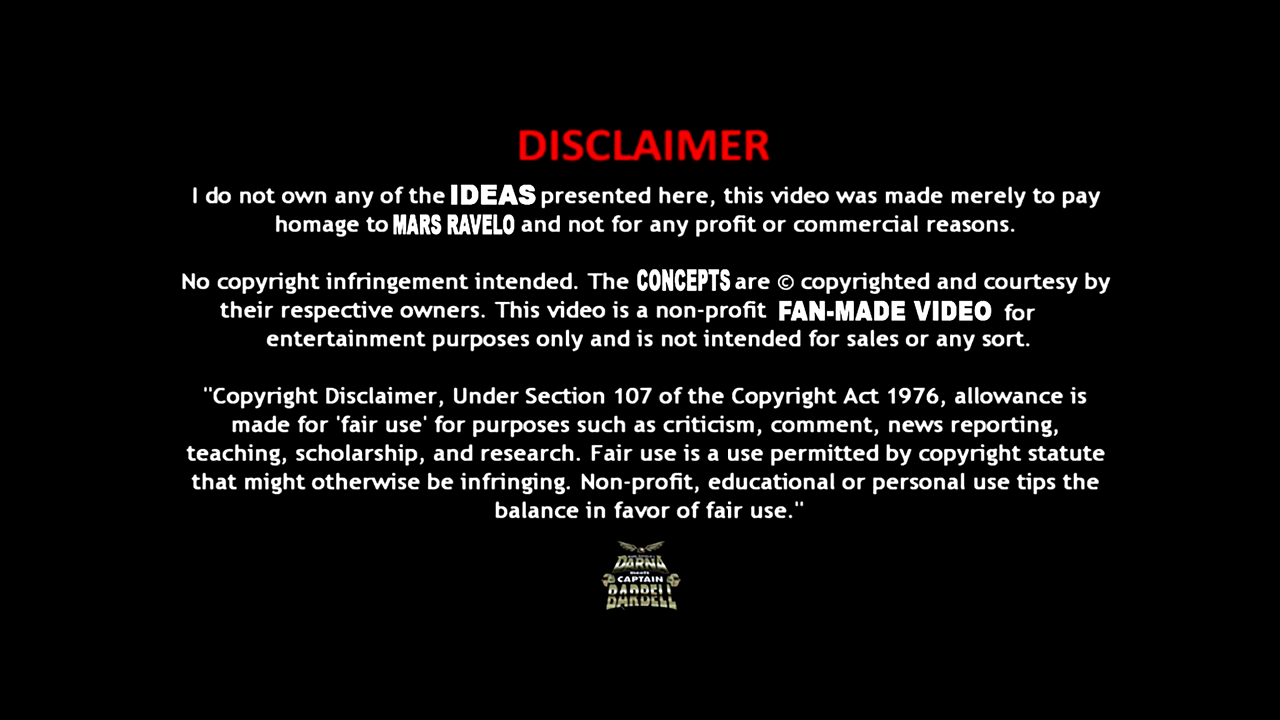 DISCLAIMER
I do not own any of the IDEAS presented here, this video was made merely to pay
homage to MARS RAVELO and not for any profit or commercial reasons.
No copyright infringement intended. The CONCEPTS are © copyrighted and courtesy by
their respective owners. This video is a non-profit FAN-MADE VIDEO for
entertainment purposes only and is not intended for sales or any sort.
"Copyright Disclaimer, Under Section 107 of the Copyright Act 1976, allowance is
made for 'fair use' for purposes such as criticism, comment, news reporting,
teaching, scholarship, and research. Fair use is a use permitted by copyright statute
that might otherwise be infringing. Non-profit, educational or personal use tips the
balance in favor of fair use."
DARNA
meets
CAPTAIN
BARBELL